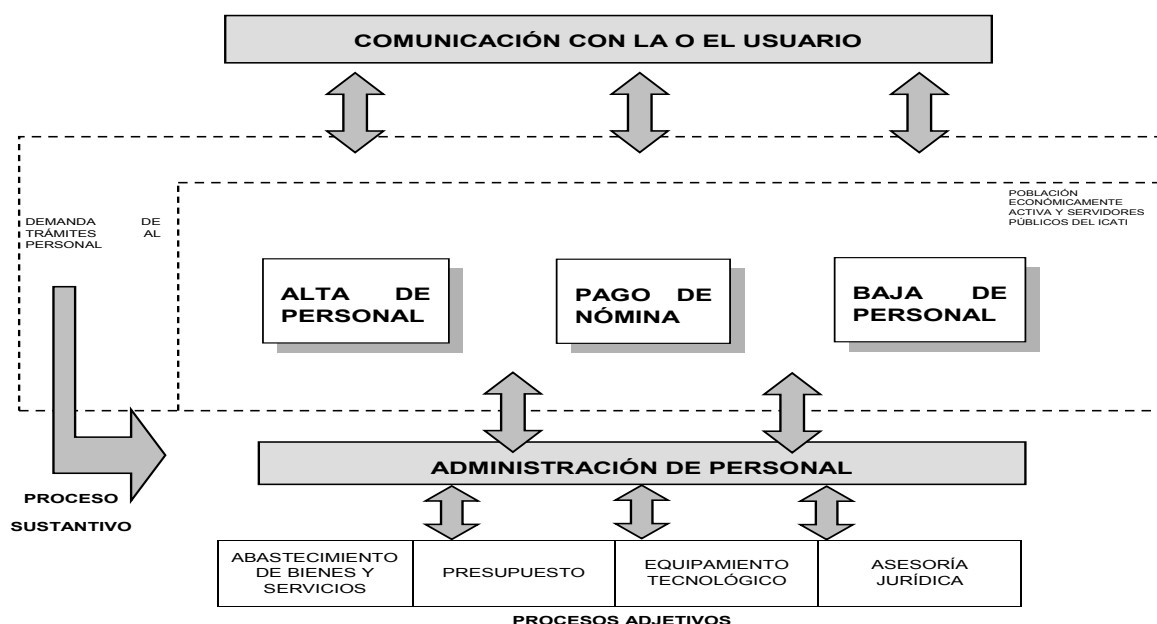 COMUNICACIÓN CON LA O EL USUARIO
DEMANDA DE
TRÁMITES AL
PERSONAL
POBLACIÓN
ECONÓMICAMENTE
ACTIVA Y SERVIDORES
PÚBLICOS DEL ICATI
ALTA DE
PERSONAL
PAGO DE
NÓMINA
BAJA DE
PERSONAL
ADMINISTRACIÓN DE PERSONAL
PROCESO
SUSTANTIVO
ABASTECIMIENTO
DE BIENES Y
SERVICIOS
PRESUPUESTO
EQUIPAMIENTO
TECNOLÓGICO
ASESORÍA
JURÍDICA
PROCESOS ADJETIVOS